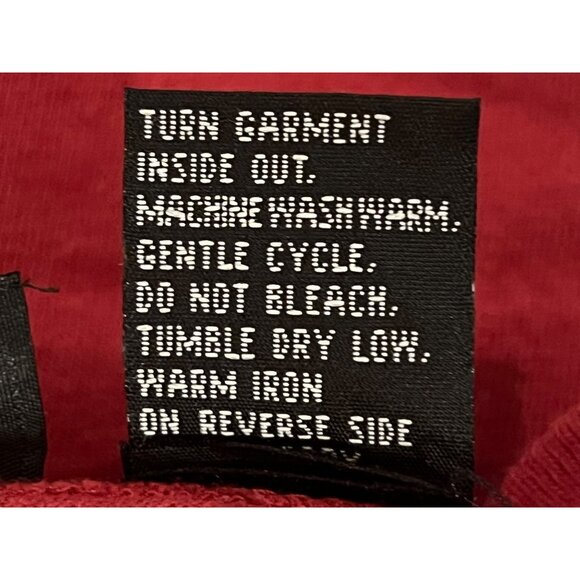 TURN GARMENT
INSIDE OUT.
MACHINE WASH WARM.
GENTLE CYCLE.
DO NOT BLEACH.
TUMBLE DRY LOW.
WARM IRON
ON REVERSE SIDE